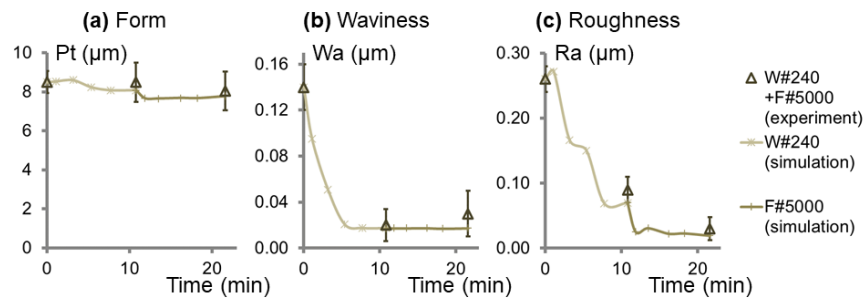 (a) Form
Pt (µm)
10
8
6
4
2
0
0 10 20
Time (min)
(b) Waviness
Wa (µm)
0.16
0.12
0.08
0.04
0.00
0 10 20
Time (min)
(c) Roughness
Ra (µm)
0.30
0.20
0.10
0.00
0 10 20
Time (min)
W#240
+F#5000
(experiment)
W#240
(simulation)
F#5000
(simulation)